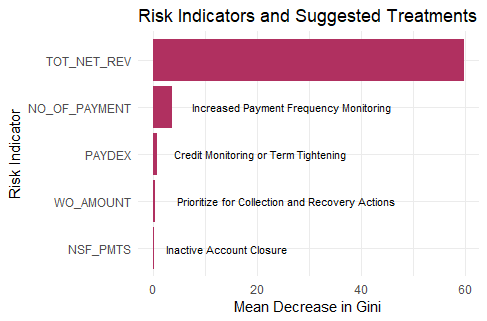 Risk Indicators and Suggested Treatments
Risk Indicator
TOT_NET_REV
NO_OF_PAYMENT
Increased Payment Frequency Monitoring
PAYDEX
Credit Monitoring or Term Tightening
WO_AMOUNT
Prioritize for Collection and Recovery Actions
NSF_PMTS
Inactive Account Closure
0
20
40
60
Mean Decrease in Gini